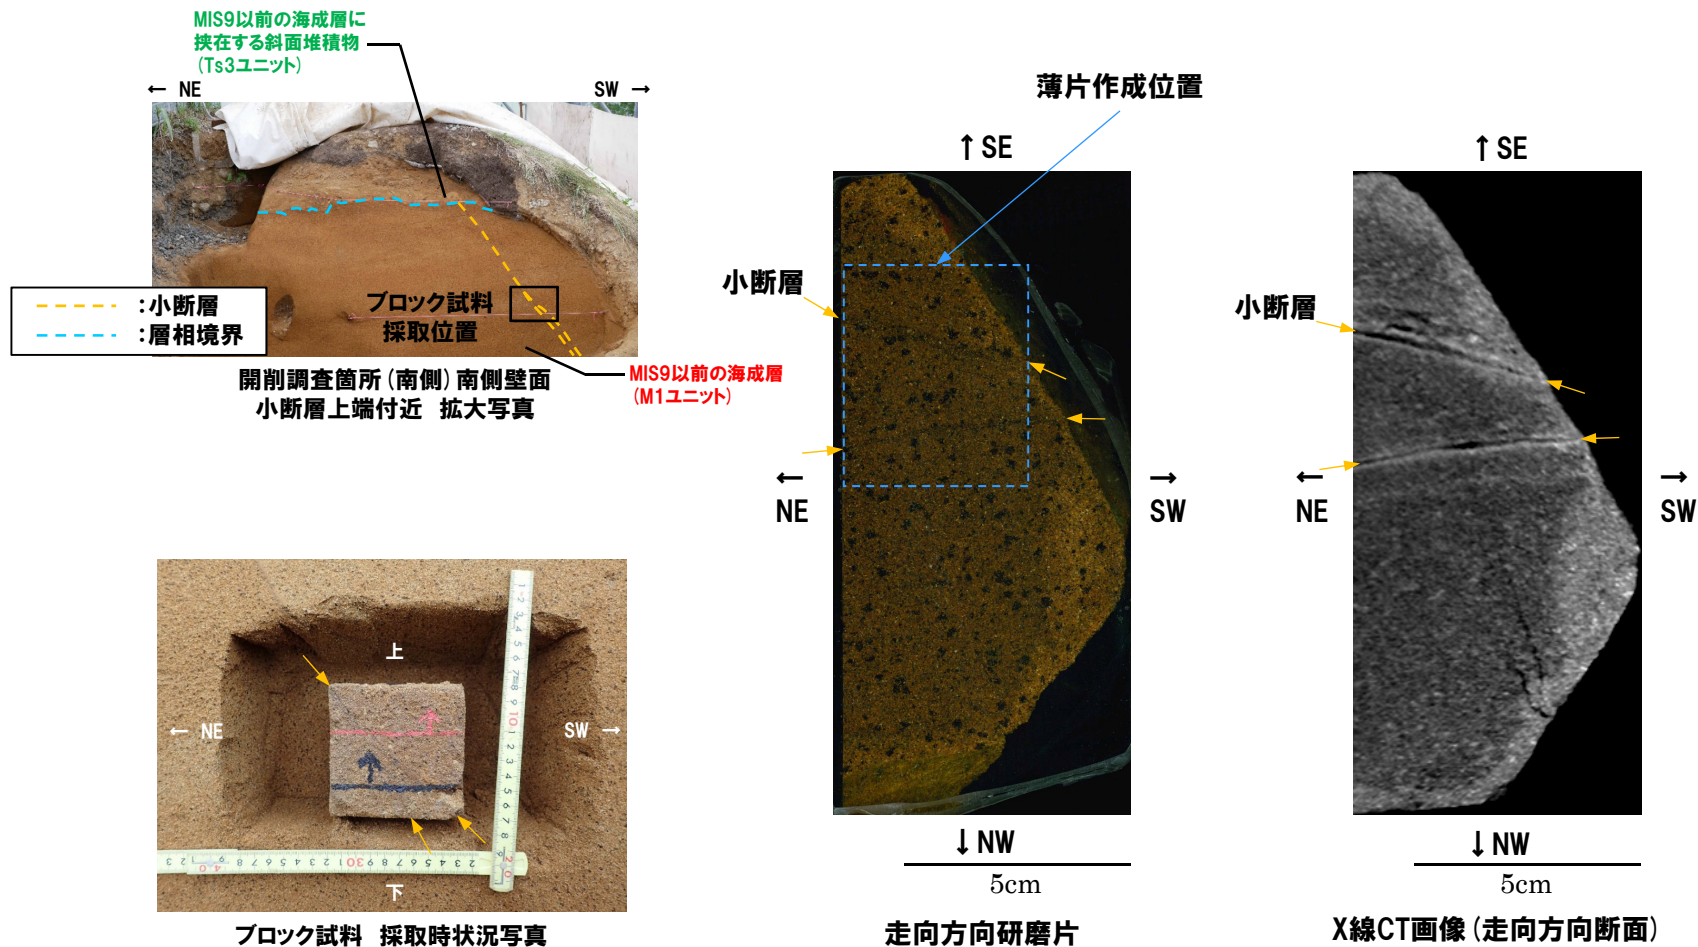 MIS9以前の海成層に
挟在する斜面堆積物
(Ts3ユニット)
← NE
SW →
:小断層
:層相境界
ブロック試料
採取位置
MIS9以前の海成層
(M1ユニット)
開削調査箇所(南側)南側壁面
小断層上端付近 拡大写真
上
← NE
SW →
下
ブロック試料 採取時状況写真
薄片作成位置
↑SE
小断層
←
NE
→
SW
↓NW
5cm
走向方向研磨片
↑SE
小断層
←
NE
→
SW
↓NW
5cm
X線CT画像(走向方向断面)